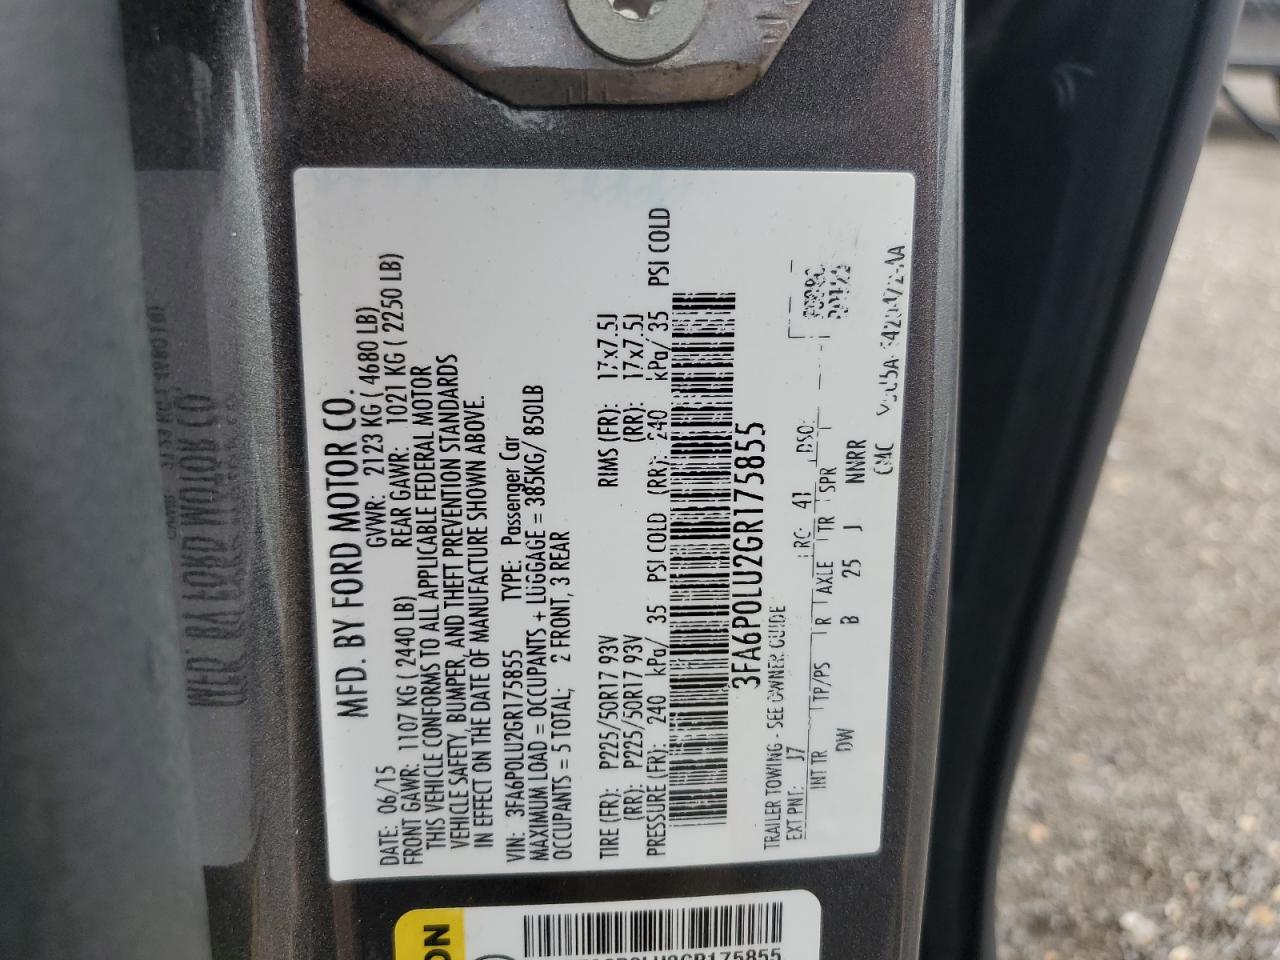 MFD. BY FORD MOTOR CO.
DATE: 06/15 GVWR: 2123 KG ( 4680 LB)
FRONT GAWR: 1107 KG ( 2440 LB) REAR GAWR: 1021 KG ( 2250 LB)
THIS VEHICLE CONFORMS TO ALL APPLICABLE FEDERAL MOTOR
VEHICLE SAFETY, BUMPER, AND THEFT PREVENTION STANDARDS
IN EFFECT ON THE DATE OF MANUFACTURE SHOWN ABOVE.
VIN: 3FA6P0LU2GR175855 TYPE: Passenger Car
MAXIMUM LOAD = OCCUPANTS + LUGGAGE = 385KG/ 850LB
OCCUPANTS = 5 TOTAL; 2 FRONT, 3 REAR
TIRE (FR): P225/50R17 93V RIMS (FR): 17x7.5J
(RR): P225/50R17 93V (RR): 17x7.5J
PRESSURE (FR): 240 kPa/ 35 PSI COLD (RR): 240 kPa/ 35 PSI COLD
3FA6P0LU2GR175855
TRAILER TOWING - SEE OWNER GUIDE
EXT PNT: J7 RC: 41 DSO:
INT TR TP/PS R AXLE TR SPR
DW B 25 J NNRR
CMC
ON